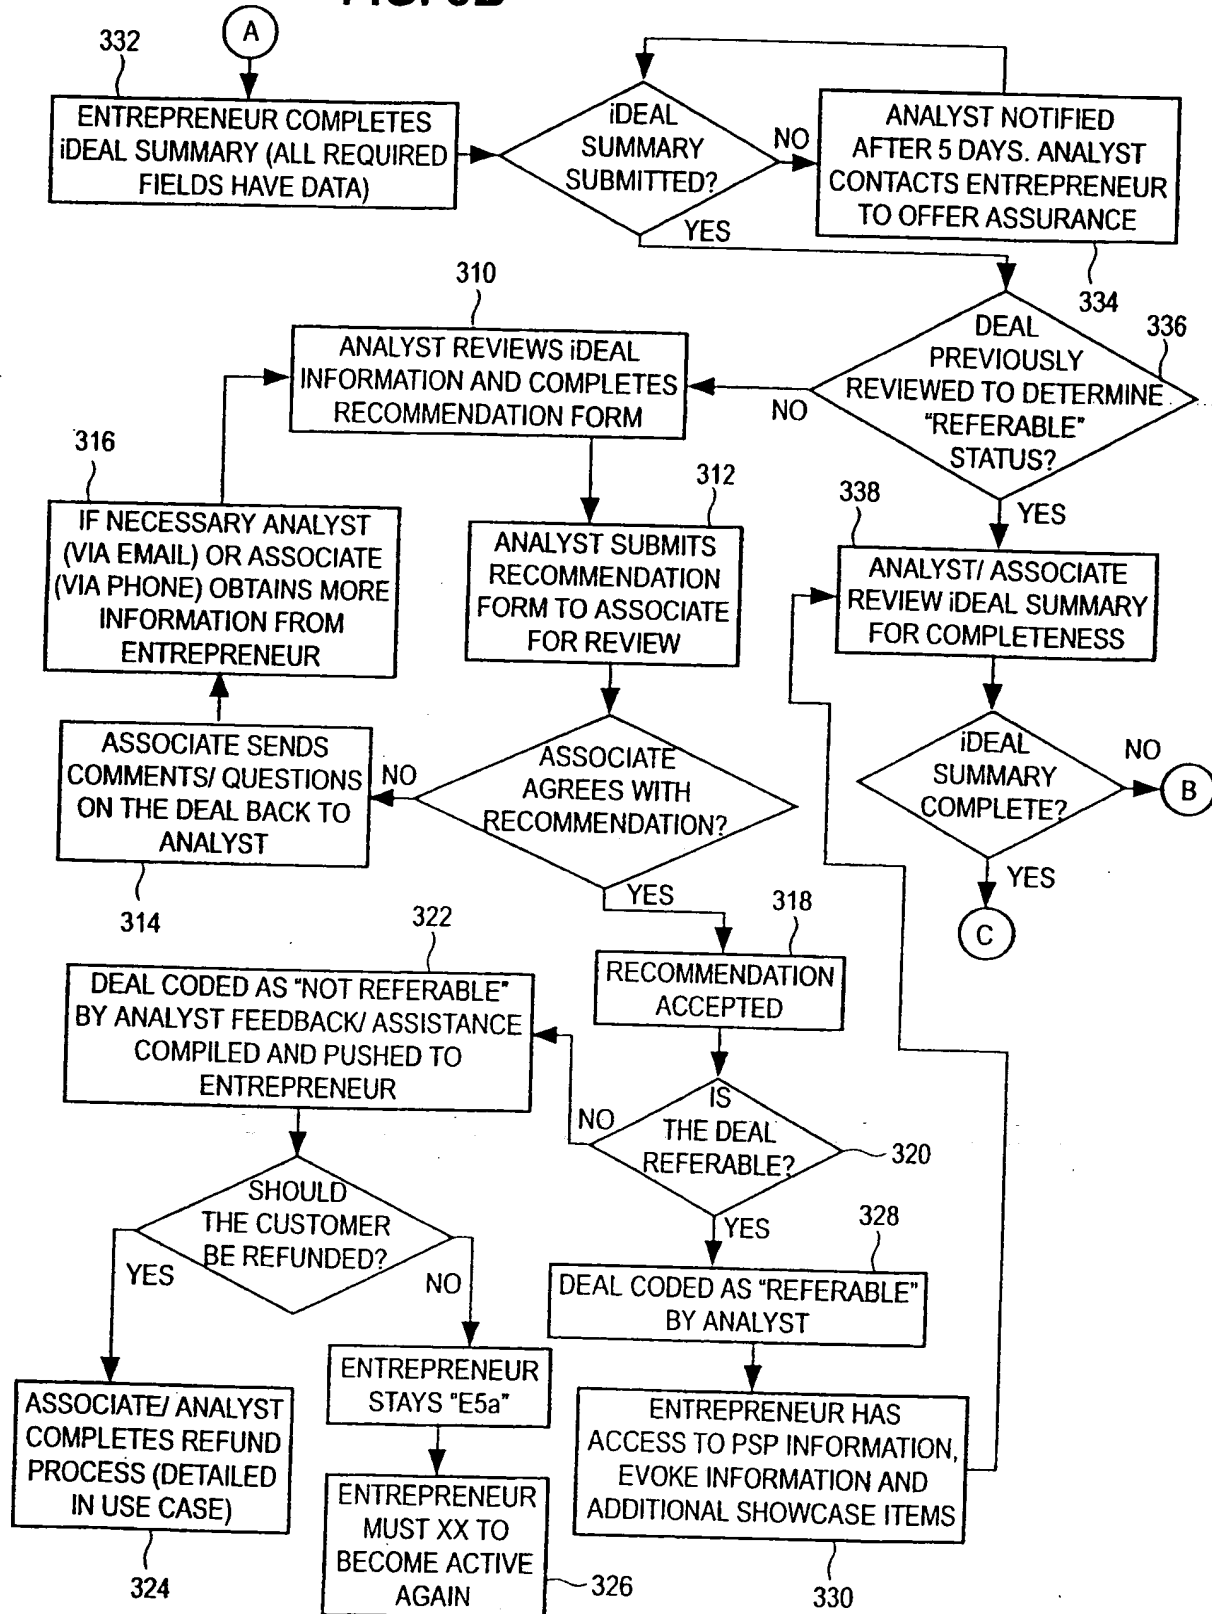 A
332
ENTREPRENEUR COMPLETES
iDEAL SUMMARY (ALL REQUIRED
FIELDS HAVE DATA)
iDEAL
SUMMARY
SUBMITTED?
NO
YES
ANALYST NOTIFIED
AFTER 5 DAYS. ANALYST
CONTACTS ENTREPRENEUR
TO OFFER ASSURANCE
334
310
ANALYST REVIEWS iDEAL
INFORMATION AND COMPLETES
RECOMMENDATION FORM
NO
DEAL
PREVIOUSLY
REVIEWED TO DETERMINE
"REFERABLE"
STATUS?
336
YES
316
IF NECESSARY ANALYST
(VIA EMAIL) OR ASSOCIATE
(VIA PHONE) OBTAINS MORE
INFORMATION FROM
ENTREPRENEUR
312
ANALYST SUBMITS
RECOMMENDATION
FORM TO ASSOCIATE
FOR REVIEW
338
ANALYST/ ASSOCIATE
REVIEW iDEAL SUMMARY
FOR COMPLETENESS
ASSOCIATE SENDS
COMMENTS/ QUESTIONS
ON THE DEAL BACK TO
ANALYST
314
NO
ASSOCIATE
AGREES WITH
RECOMMENDATION?
YES
iDEAL
SUMMARY
COMPLETE?
NO
B
YES
C
322
DEAL CODED AS "NOT REFERABLE"
BY ANALYST FEEDBACK/ ASSISTANCE
COMPILED AND PUSHED TO
ENTREPRENEUR
318
RECOMMENDATION
ACCEPTED
NO
IS
THE DEAL
REFERABLE?
320
YES
SHOULD
THE CUSTOMER
BE REFUNDED?
YES
NO
328
DEAL CODED AS "REFERABLE"
BY ANALYST
ASSOCIATE/ ANALYST
COMPLETES REFUND
PROCESS (DETAILED
IN USE CASE)
324
ENTREPRENEUR
STAYS "E5a"
ENTREPRENEUR
MUST XX TO
BECOME ACTIVE
AGAIN
326
ENTREPRENEUR HAS
ACCESS TO PSP INFORMATION,
EVOKE INFORMATION AND
ADDITIONAL SHOWCASE ITEMS
330